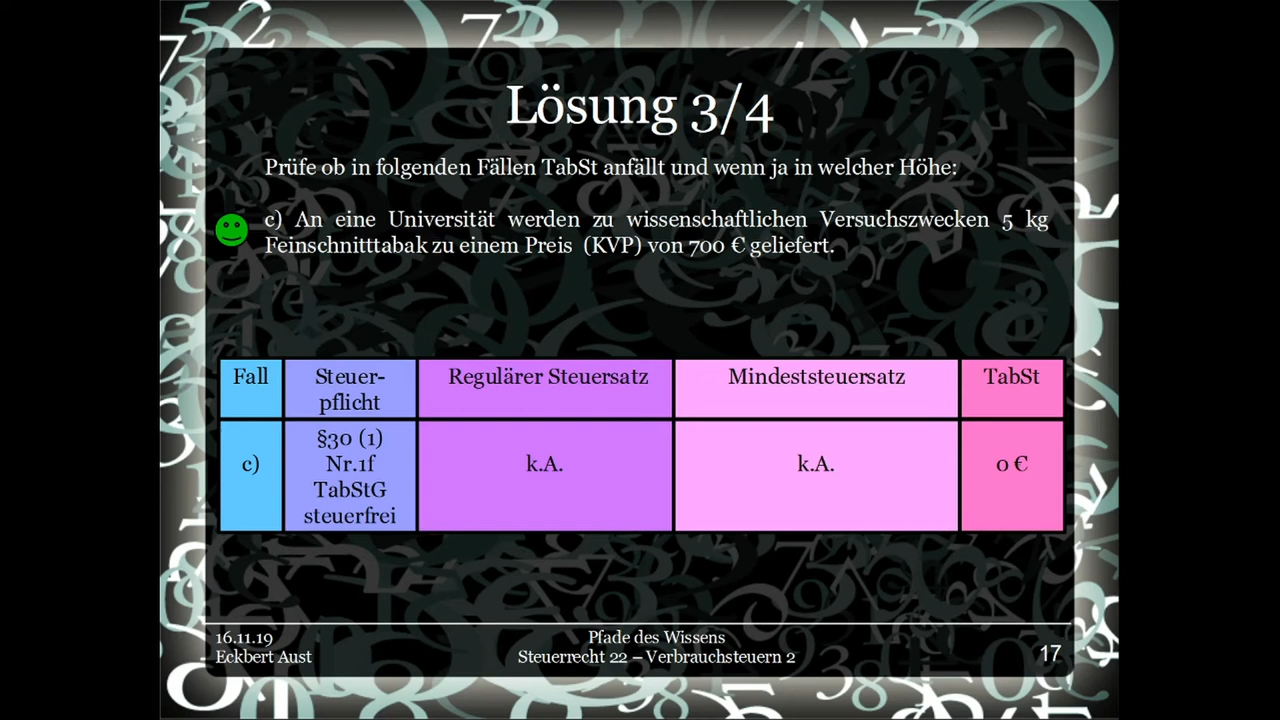 Lösung 3/4
Prüfe ob in folgenden Fällen TabSt anfällt und wenn ja in welcher Höhe:
c) An eine Universität werden zu wissenschaftlichen Versuchszwecken 5 kg
Feinschnitttabak zu einem Preis (KVP) von 700 € geliefert.
Fall
Steuer-
pflicht
Regulärer Steuersatz
Mindeststeuersatz
TabSt
c)
§30 (1)
Nr.1f
TabStG
steuerfrei
k.A.
k.A.
0 €
16.11.19
Eckbert Aust
Pfade des Wissens
Steuerrecht 22 – Verbrauchsteuern 2
17